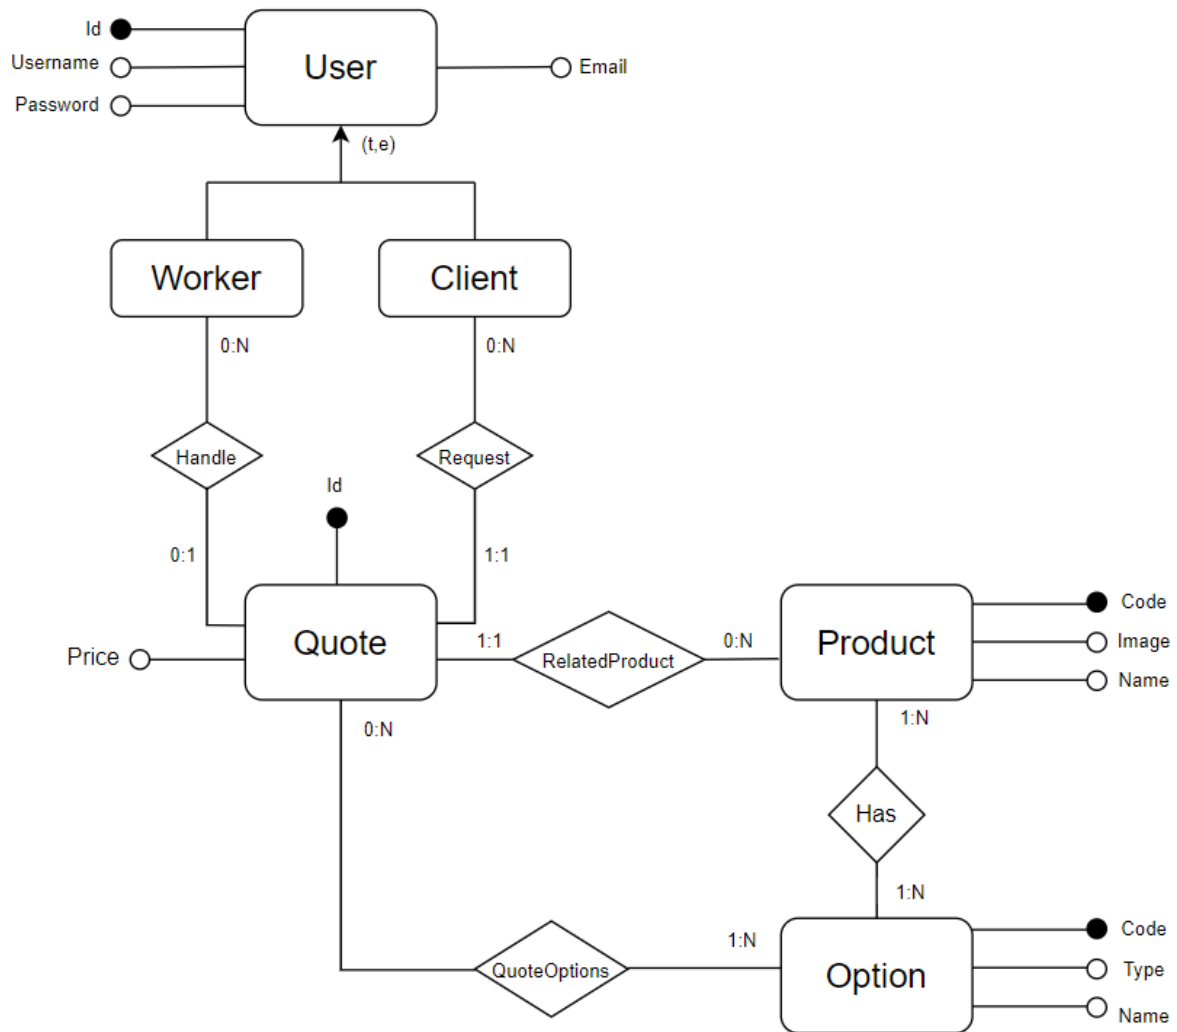 Id
User
Username
Email
Password
(t,e)
Worker
Client
0:N
0:N
Handle
Request
Id
0:1
1:1
Quote
Price
1:1
RelatedProduct
0:N
Product
Code
Image
Name
0:N
1:N
Has
1:N
QuoteOptions
1:N
Option
Code
Type
Name